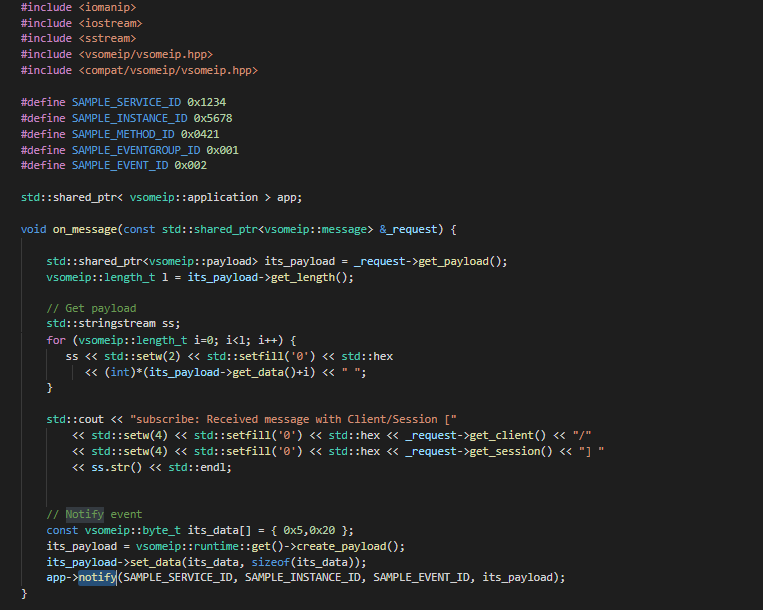 #include <iomanip>
#include <iostream>
#include <sstream>
#include <vsomeip/vsomeip.hpp>
#include <compat/vsomeip/vsomeip.hpp>
#define SAMPLE_SERVICE_ID 0x1234
#define SAMPLE_INSTANCE_ID 0x5678
#define SAMPLE_METHOD_ID 0x0421
#define SAMPLE_EVENTGROUP_ID 0x001
#define SAMPLE_EVENT_ID 0x002
std::shared_ptr< vsomeip::application > app;
void on_message(const std::shared_ptr<vsomeip::message> &_request) {
std::shared_ptr<vsomeip::payload> its_payload = _request->get_payload();
vsomeip::length_t l = its_payload->get_length();
// Get payload
std::stringstream ss;
for (vsomeip::length_t i=0; i<l; i++) {
ss << std::setw(2) << std::setfill('0') << std::hex
<< (int)*(its_payload->get_data()+i) << " ";
}
std::cout << "subscribe: Received message with Client/Session ["
<< std::setw(4) << std::setfill('0') << std::hex << _request->get_client() << "/"
<< std::setw(4) << std::setfill('0') << std::hex << _request->get_session() << "] "
<< ss.str() << std::endl;
// Notify event
const vsomeip::byte_t its_data[] = { 0x5,0x20 };
its_payload = vsomeip::runtime::get()->create_payload();
its_payload->set_data(its_data, sizeof(its_data));
app->notify(SAMPLE_SERVICE_ID, SAMPLE_INSTANCE_ID, SAMPLE_EVENT_ID, its_payload);
}